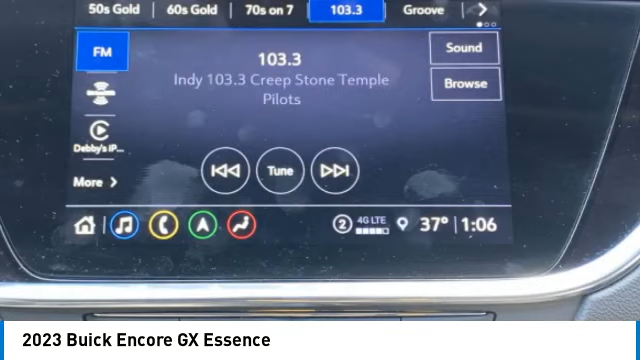 50s Gold 60s Gold 70s on 7 103.3 Groove
FM
103.3
Sound
Indy 103.3 Creep Stone Temple
Pilots
Browse
Debby's iP...
More
Tune
2 4G LTE 37° 1:06
2023 Buick Encore GX Essence